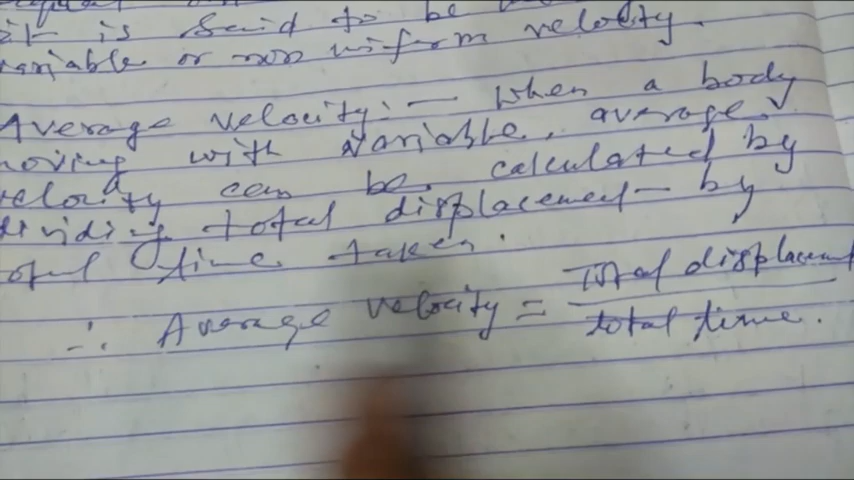 it is said to be
variable or non uniform velocity.
Average velocity:- When a body
moving with variable, average
velocity can be calculated by
dividing total displacement by
total time taken.
∴ Average velocity = Total displacement
total time.